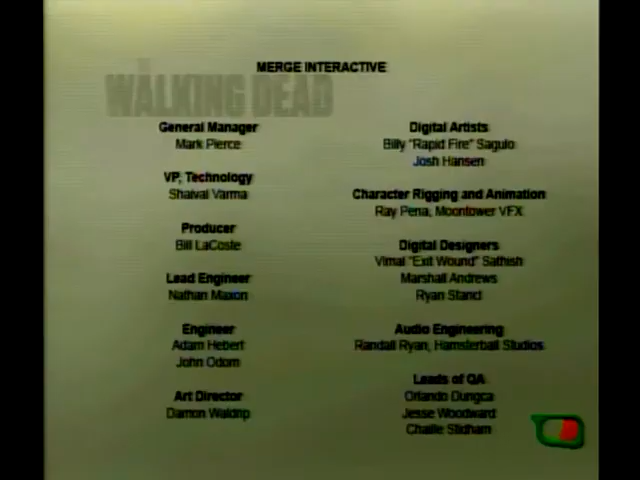 MERGE INTERACTIVE
THE
WALKING DEAD
General Manager
Mark Pierce
VP, Technology
Shaival Varma
Producer
Bill LaCoste
Lead Engineer
Nathan Maxon
Engineer
Adam Hebert
John Odom
Art Director
Damon Waldrip
Digital Artists
Billy "Rapid Fire" Sagulo
Josh Hansen
Character Rigging and Animation
Ray Pena, Moontower VFX
Digital Designers
Vimal "Exit Wound" Sathish
Marshall Andrews
Ryan Stancl
Audio Engineering
Randall Ryan, Hamsterball Studios
Leads of QA
Orlando Dungca
Jesse Woodward
Challe Stidham